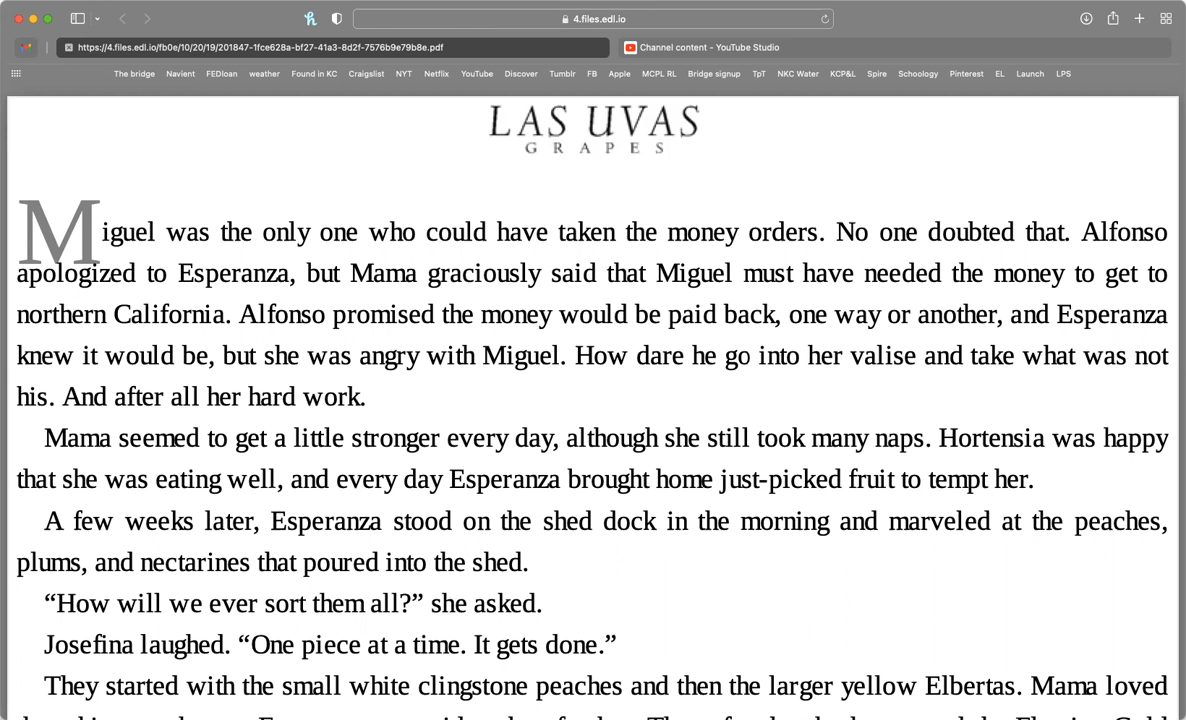 4.files.edl.io
https://4.files.edl.io/fb0e/10/20/19/201847-1fce628a-bf27-41a3-8d2f-7576b9e79b8e.pdf
Channel content - YouTube Studio
The bridge Navient FEDloan weather Found in KC Craigslist NYT Netflix YouTube Discover Tumblr FB Apple MCPL RL Bridge signup TpT NKC Water KCP&L Spire Schoology Pinterest EL Launch LPS
LAS UVAS
GRAPES
Miguel was the only one who could have taken the money orders. No one doubted that. Alfonso
apologized to Esperanza, but Mama graciously said that Miguel must have needed the money to get to
northern California. Alfonso promised the money would be paid back, one way or another, and Esperanza
knew it would be, but she was angry with Miguel. How dare he go into her valise and take what was not
his. And after all her hard work.
Mama seemed to get a little stronger every day, although she still took many naps. Hortensia was happy
that she was eating well, and every day Esperanza brought home just-picked fruit to tempt her.
A few weeks later, Esperanza stood on the shed dock in the morning and marveled at the peaches,
plums, and nectarines that poured into the shed.
“How will we ever sort them all?” she asked.
Josefina laughed. “One piece at a time. It gets done.”
They started with the small white clingstone peaches and then the larger yellow Elbertas. Mama loved